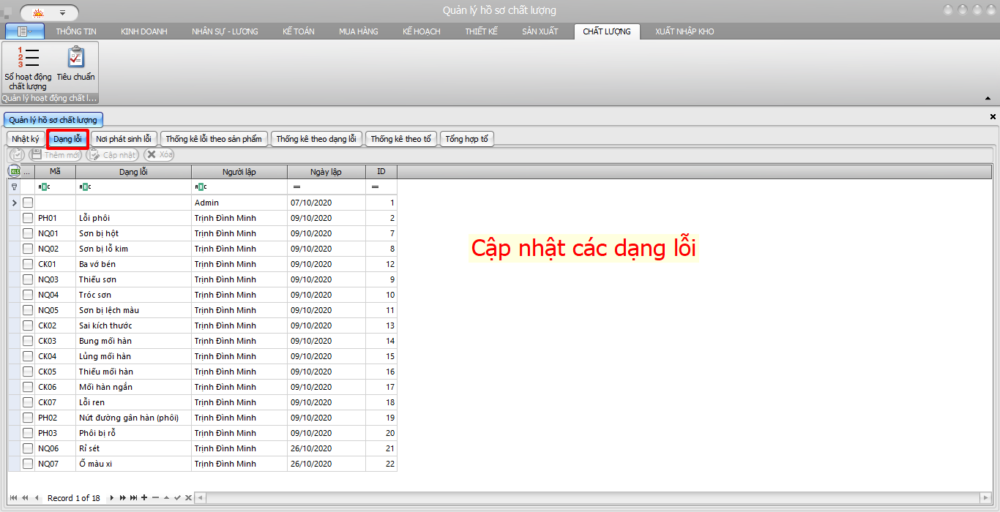 Quản lý hồ sơ chất lượng
THÔNG TIN KINH DOANH NHÂN SỰ - LƯƠNG KẾ TOÁN MUA HÀNG KẾ HOẠCH THIẾT KẾ SẢN XUẤT CHẤT LƯỢNG XUẤT NHẬP KHO
1
2
3
Sổ hoạt động Tiêu chuẩn
chất lượng
Quản lý hoạt động chất l...
Quản lý hồ sơ chất lượng
Nhật ký Dạng lỗi Nơi phát sinh lỗi Thống kê lỗi theo sản phẩm Thống kê theo dạng lỗi Thống kê theo tổ Tổng hợp tổ
Thêm mới Cập nhật Xóa
XLS ... Mã Dạng lỗi Người lập Ngày lập ID
ABC ABC ABC = =
Admin 07/10/2020 1
PH01 Lỗi phôi Trịnh Đình Minh 09/10/2020 2
NQ01 Sơn bị hột Trịnh Đình Minh 09/10/2020 7
NQ02 Sơn bị lỗ kim Trịnh Đình Minh 09/10/2020 8
CK01 Ba vớ bén Trịnh Đình Minh 09/10/2020 12
NQ03 Thiếu sơn Trịnh Đình Minh 09/10/2020 9
NQ04 Tróc sơn Trịnh Đình Minh 09/10/2020 10
NQ05 Sơn bị lệch màu Trịnh Đình Minh 09/10/2020 11
CK02 Sai kích thước Trịnh Đình Minh 09/10/2020 13
CK03 Bung mối hàn Trịnh Đình Minh 09/10/2020 14
CK04 Lủng mối hàn Trịnh Đình Minh 09/10/2020 15
CK05 Thiếu mối hàn Trịnh Đình Minh 09/10/2020 16
CK06 Mối hàn ngắn Trịnh Đình Minh 09/10/2020 17
CK07 Lỗi ren Trịnh Đình Minh 09/10/2020 18
PH02 Nứt đường gân hàn (phôi) Trịnh Đình Minh 09/10/2020 19
PH03 Phôi bị rỗ Trịnh Đình Minh 09/10/2020 20
NQ06 Rỉ sét Trịnh Đình Minh 26/10/2020 21
NQ07 Ố màu xi Trịnh Đình Minh 26/10/2020 22
Cập nhật các dạng lỗi
Record 1 of 18